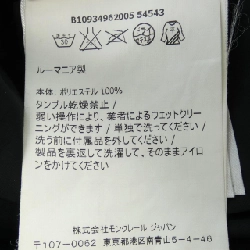 B10934962005 54543
ルーマニア製
本体 ポリエステル 100%
タンブル乾燥禁止 /
弱い操作により、業者によるウエットクリー
ニングができます / 単独で洗ってください /
洗う前に付属品を外してください /
製品を裏返して洗濯して、そのままアイロ
ンをかけてください
株式会社モンクレール ジャパン
〒107-0062 東京都港区南青山5-4-46